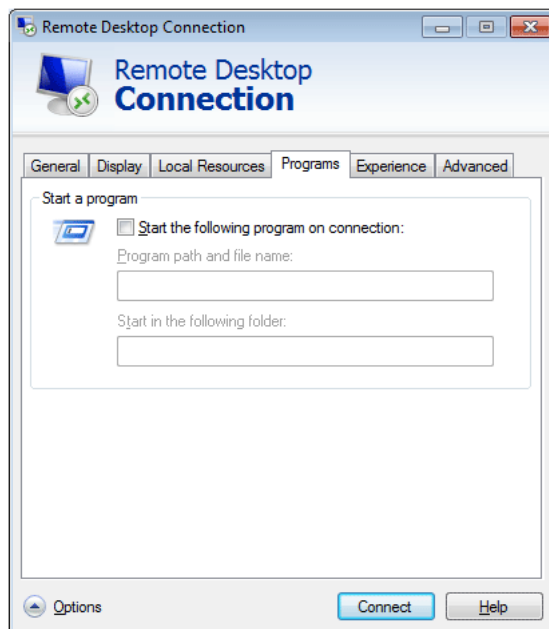 Remote Desktop Connection
Remote Desktop
Connection
General Display Local Resources Programs Experience Advanced
Start a program
Start the following program on connection:
Program path and file name:
Start in the following folder:
Options Connect Help